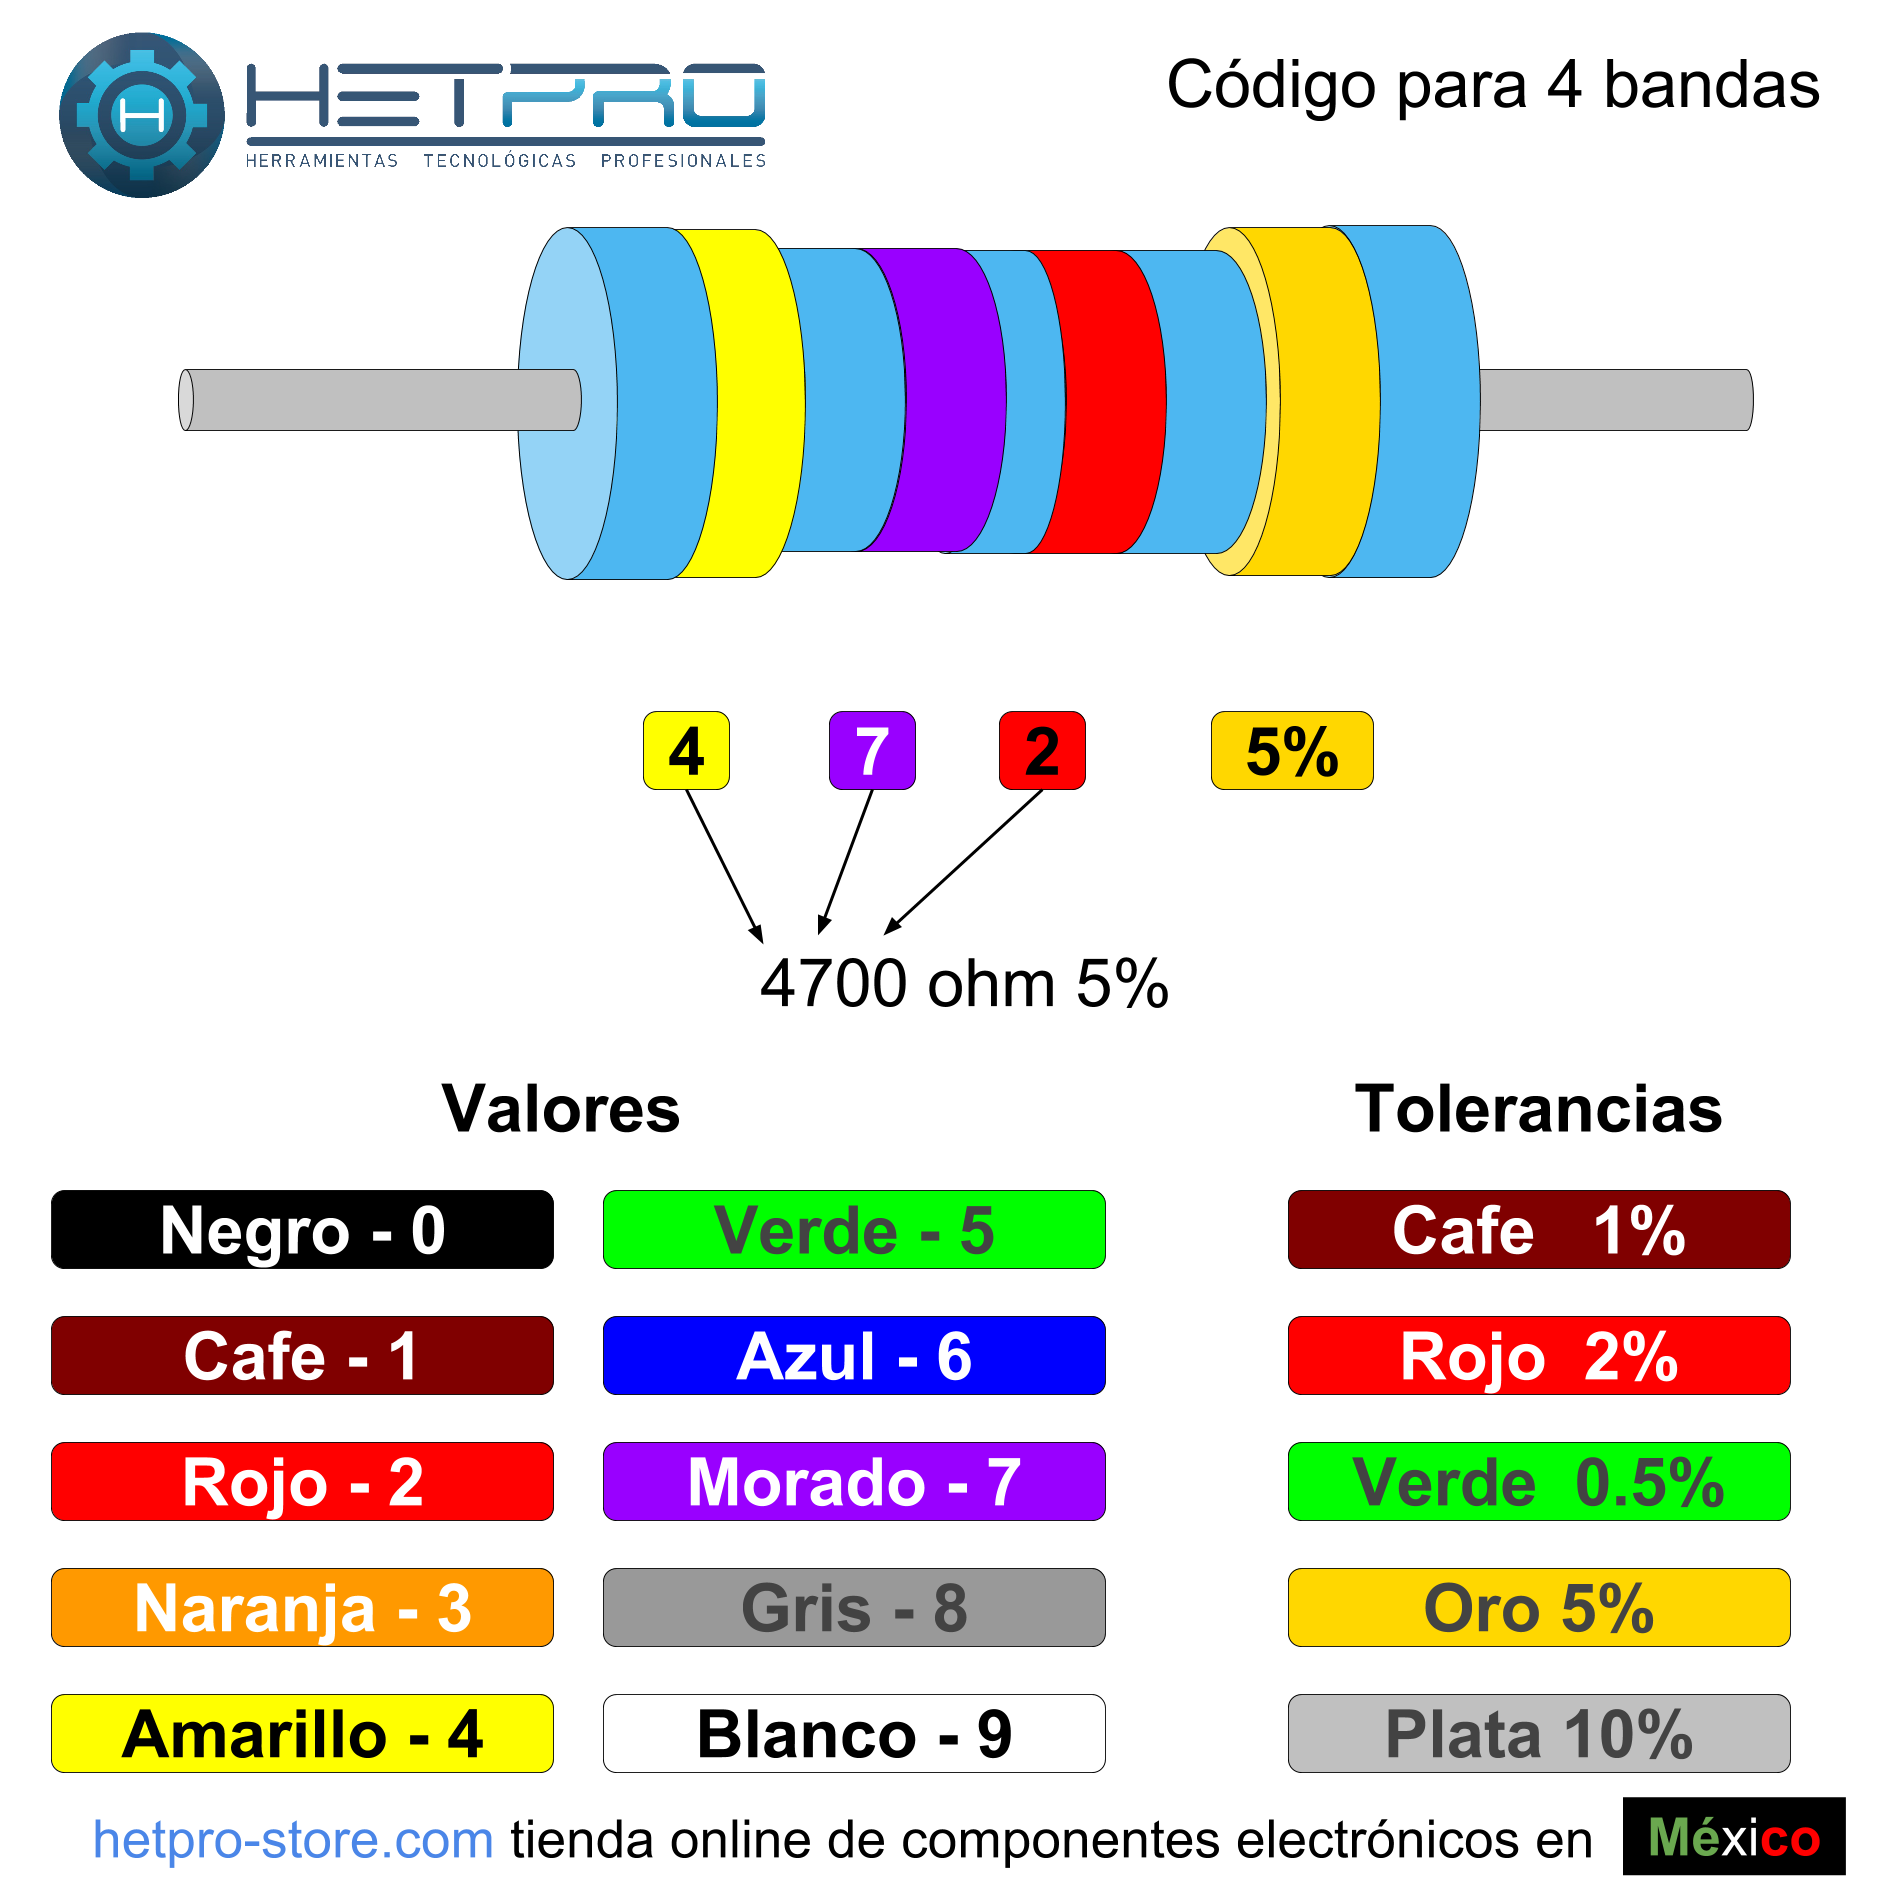 H
HETPRO
HERRAMIENTAS TECNOLÓGICAS PROFESIONALES
Código para 4 bandas
4 7 2 5%
4700 ohm 5%
Valores Tolerancias
Negro - 0 Verde - 5 Cafe 1%
Cafe - 1 Azul - 6 Rojo 2%
Rojo - 2 Morado - 7 Verde 0.5%
Naranja - 3 Gris - 8 Oro 5%
Amarillo - 4 Blanco - 9 Plata 10%
hetpro-store.com tienda online de componentes electrónicos en México